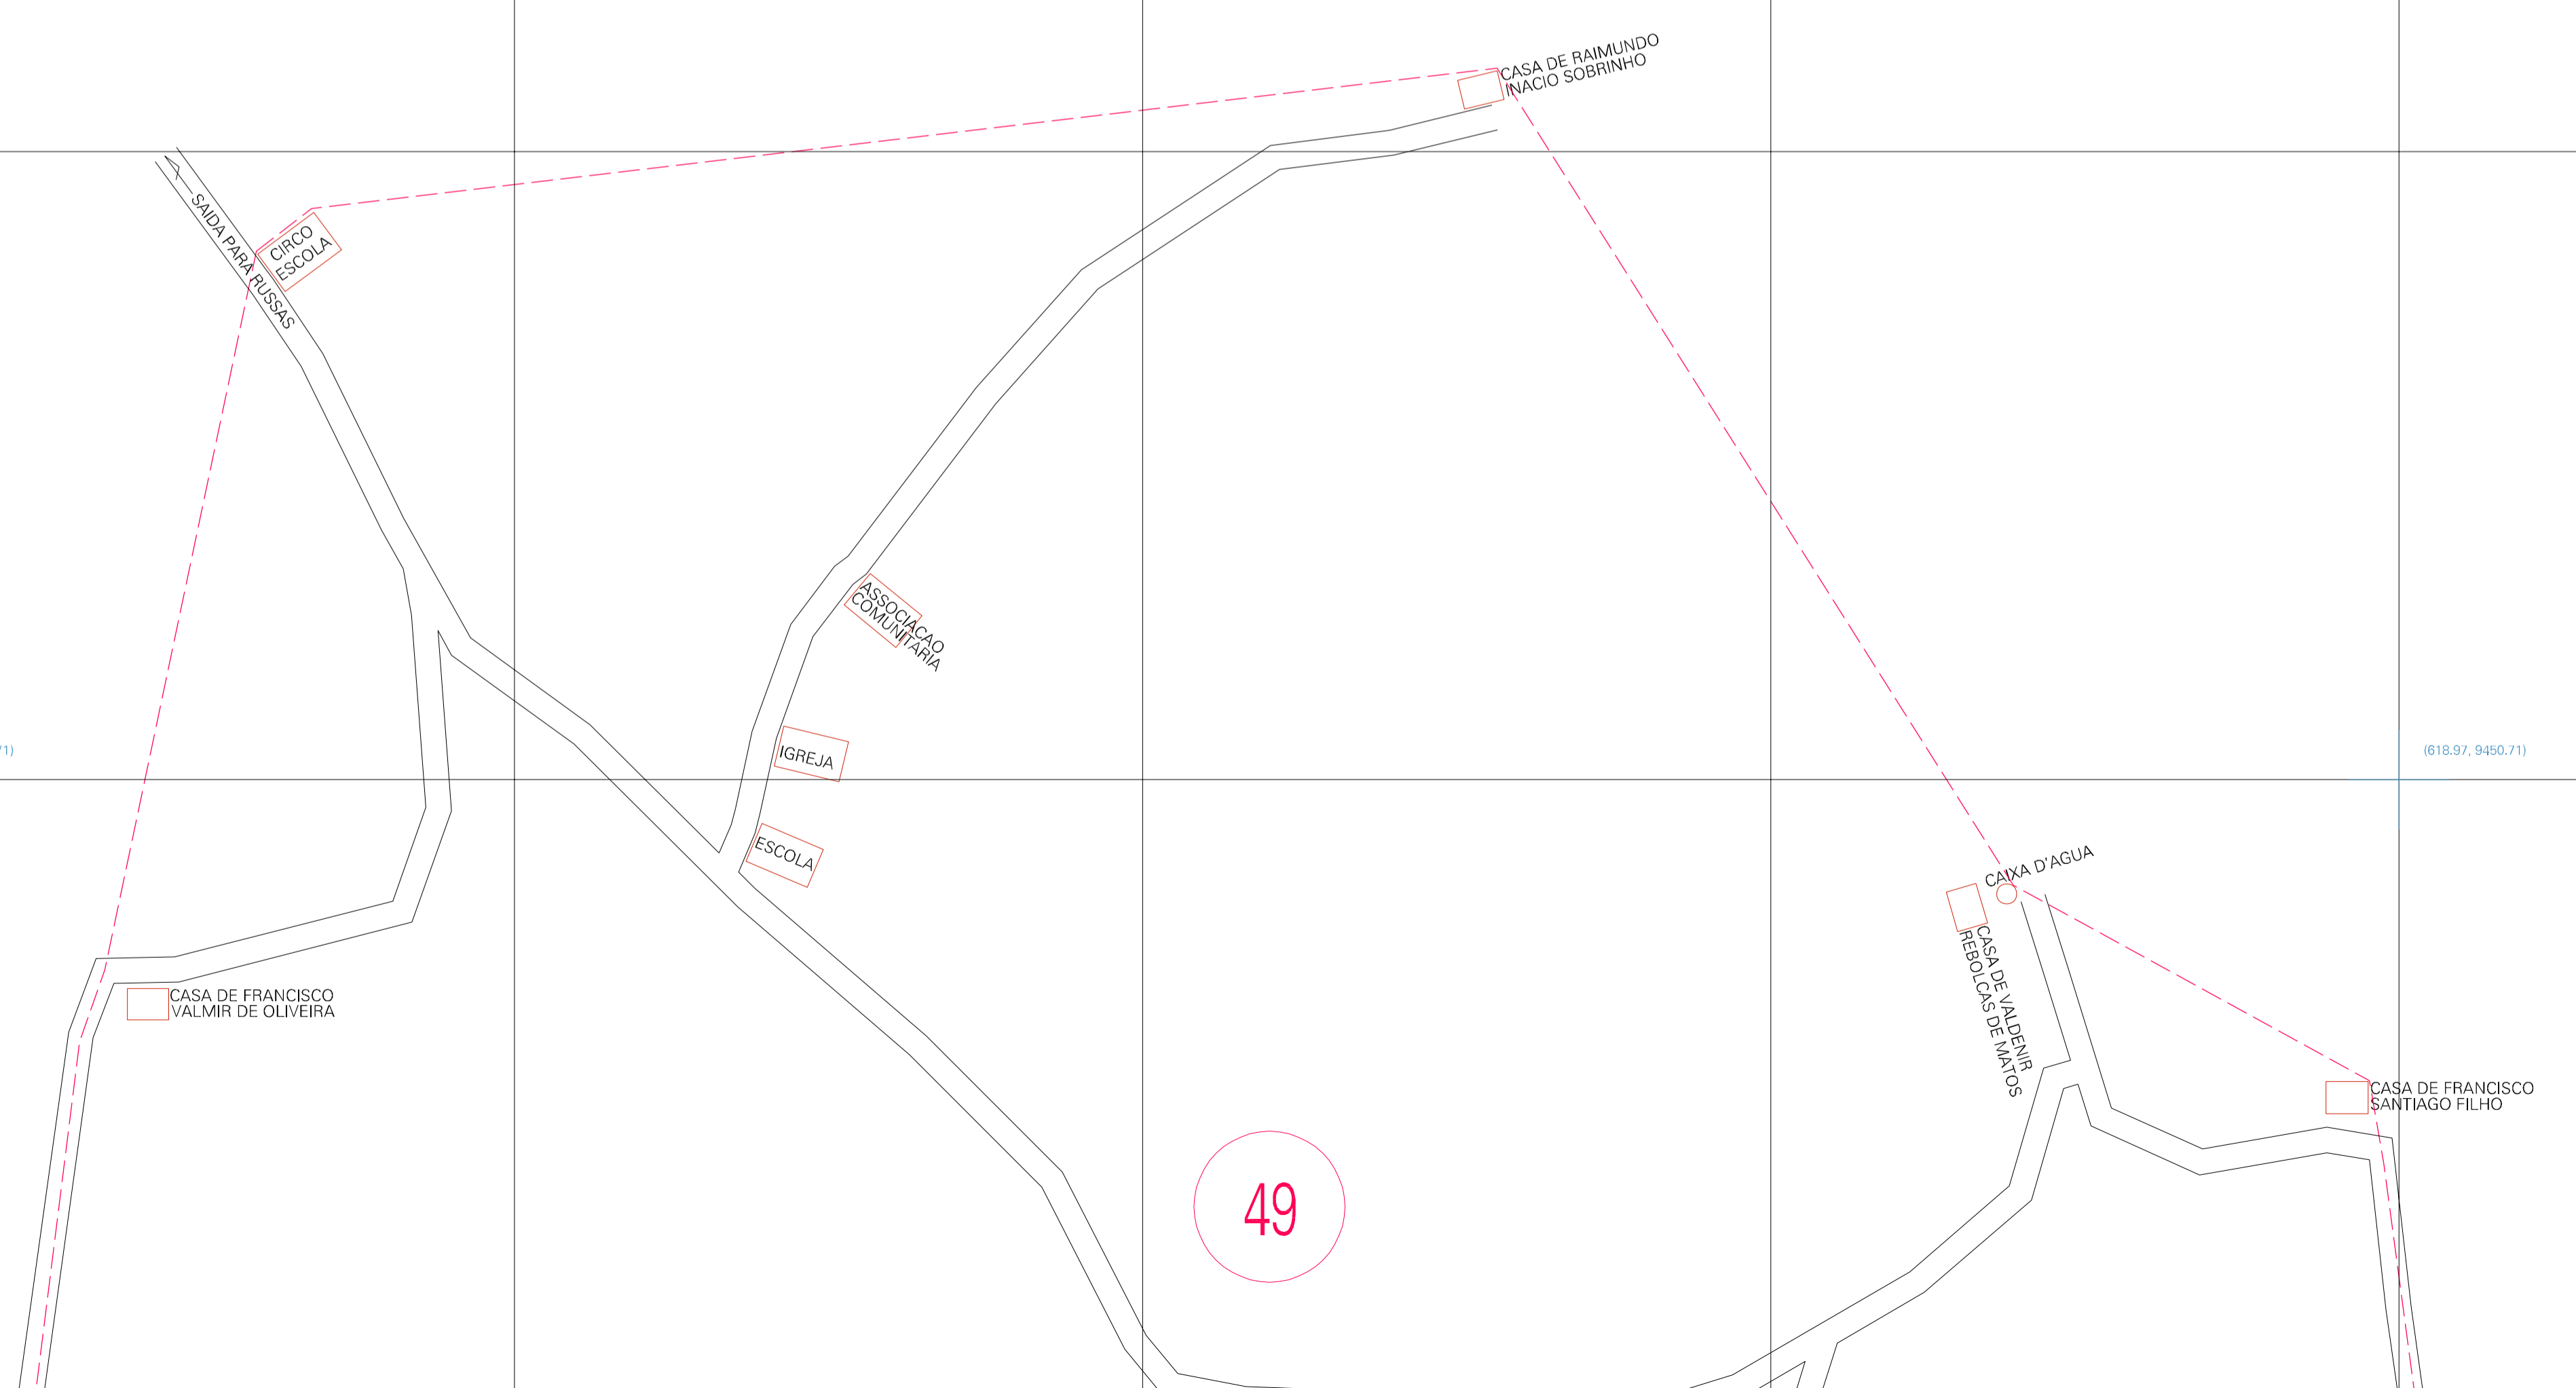 CASA DE RAIMUNDO
INACIO SOBRINHO
SAIDA PARA RUSSAS
CIRCO
ESCOLA
ASSOCIACAO
COMUNITARIA
IGREJA
71)
(618.97, 9450.71)
ESCOLA
CAIXA D'AGUA
CASA DE VALDENIR
REBOLCAS DE MATOS
CASA DE FRANCISCO
VALMIR DE OLIVEIRA
CASA DE FRANCISCO
SANTIAGO FILHO
49